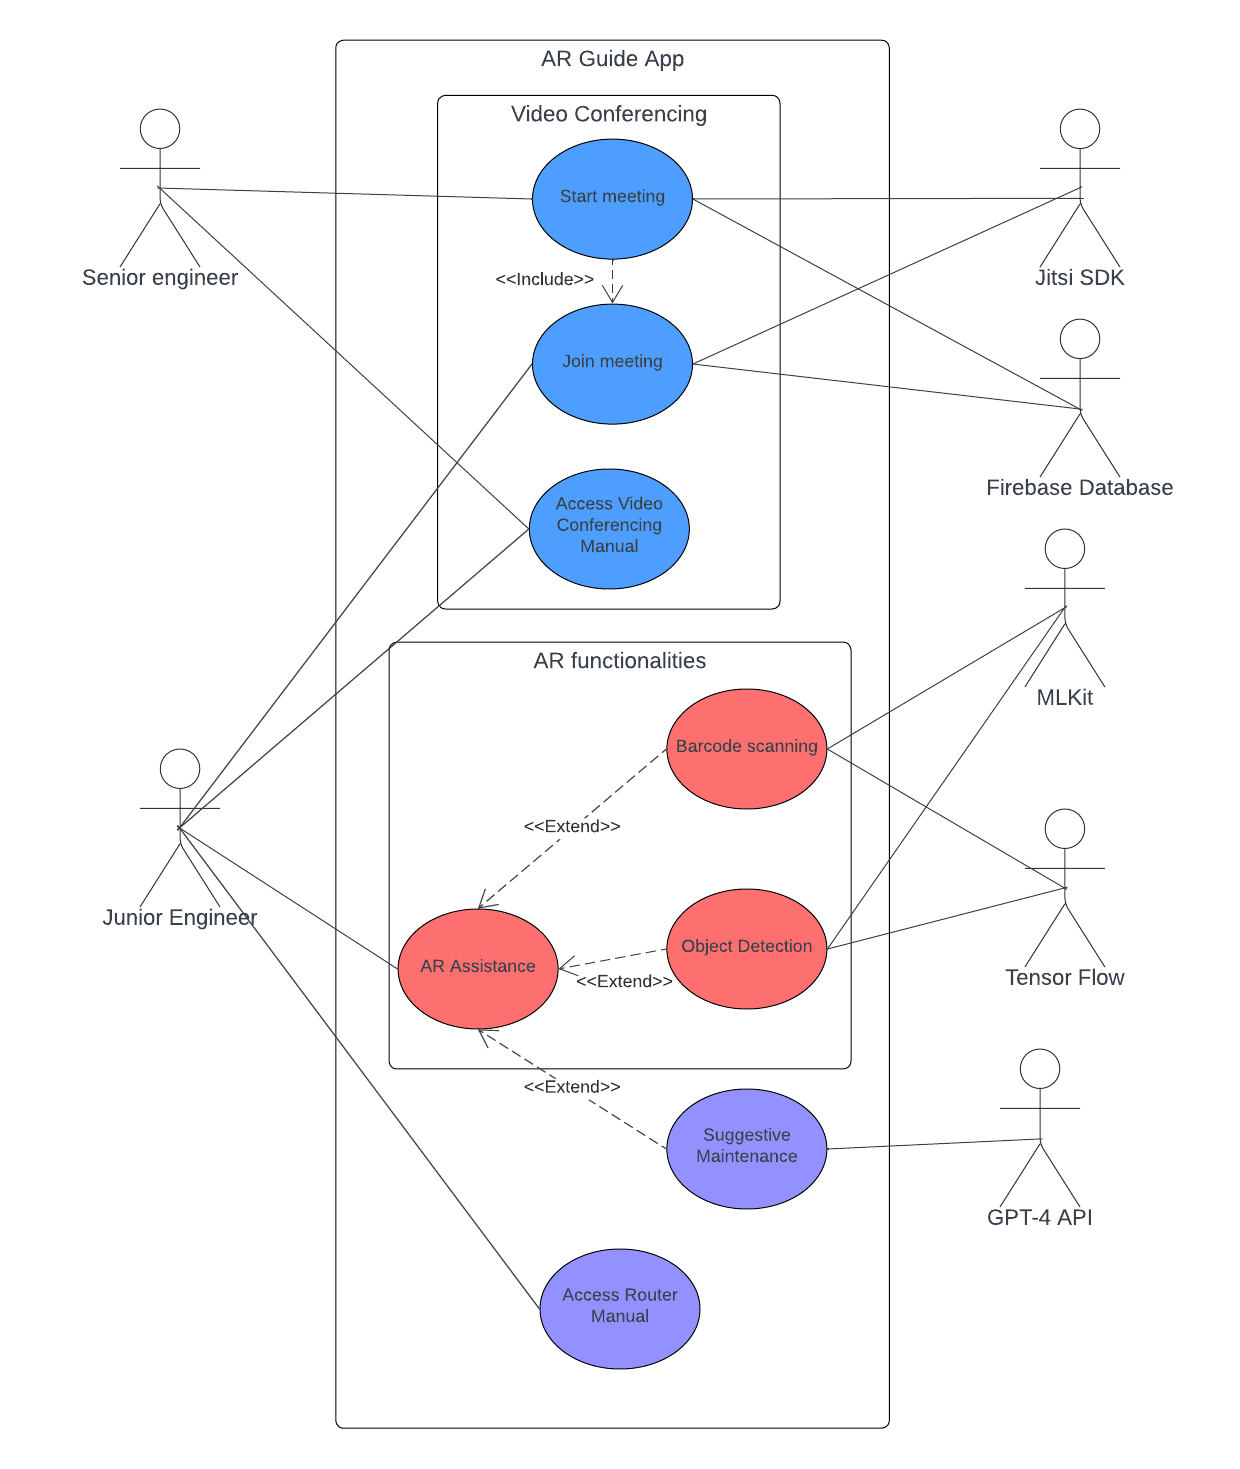 AR Guide App
Video Conferencing
Start meeting
Senior engineer
<<Include>>
Jitsi SDK
Join meeting
Firebase Database
Access Video
Conferencing
Manual
AR functionalities
MLKit
Barcode scanning
<<Extend>>
Junior Engineer
Object Detection
AR Assistance
<<Extend>>
Tensor Flow
<<Extend>>
Suggestive
Maintenance
GPT-4 API
Access Router
Manual